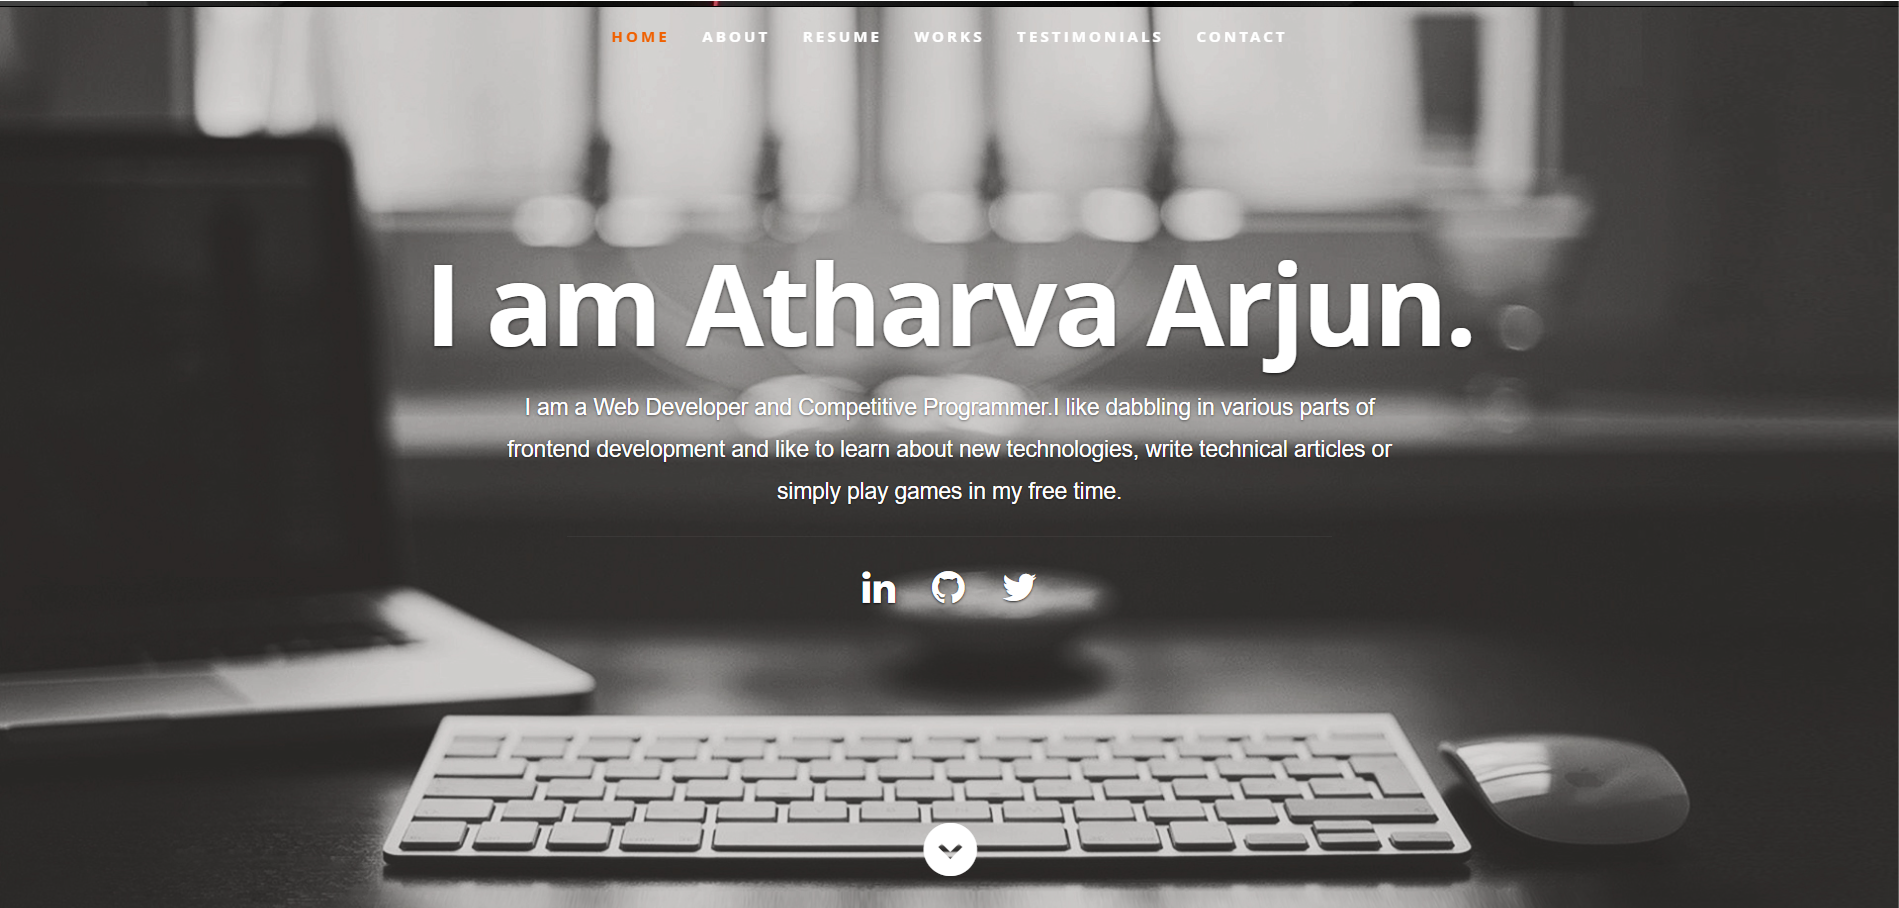 HOME ABOUT RESUME WORKS TESTIMONIALS CONTACT
I am Atharva Arjun.
I am a Web Developer and Competitive Programmer.I like dabbling in various parts of
frontend development and like to learn about new technologies, write technical articles or
simply play games in my free time.
in